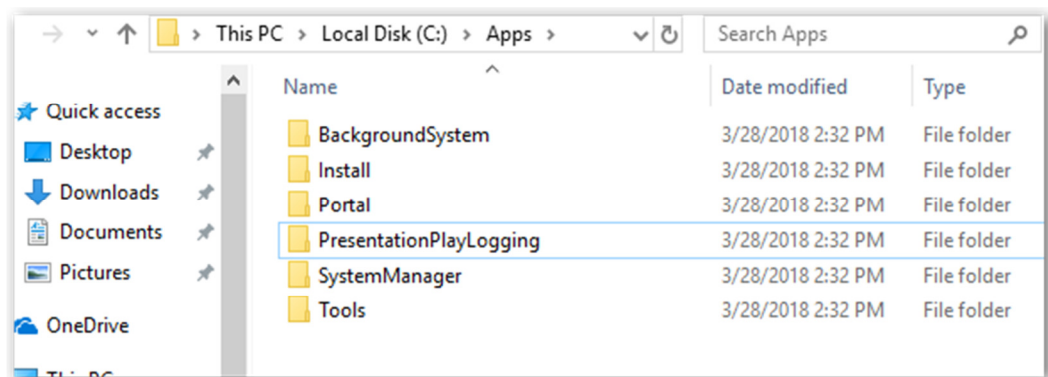 This PC > Local Disk (C:) > Apps >
Search Apps
Name Date modified Type
Quick access
Desktop
Downloads
Documents
Pictures
OneDrive
This PC
BackgroundSystem 3/28/2018 2:32 PM File folder
Install 3/28/2018 2:32 PM File folder
Portal 3/28/2018 2:32 PM File folder
PresentationPlayLogging 3/28/2018 2:32 PM File folder
SystemManager 3/28/2018 2:32 PM File folder
Tools 3/28/2018 2:32 PM File folder